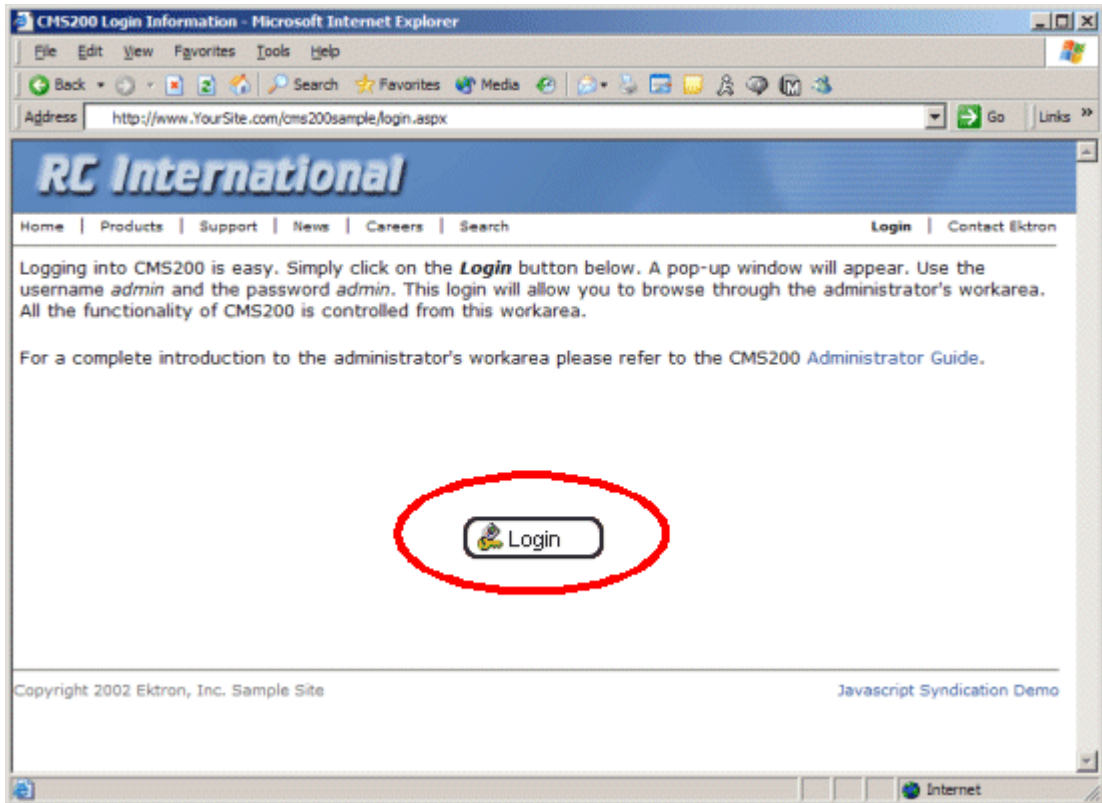 CMS200 Login Information - Microsoft Internet Explorer
File Edit View Favorites Tools Help
Back Search Favorites Media
Address http://www.YourSite.com/cms200sample/login.aspx Go Links »
RC International
Home | Products | Support | News | Careers | Search Login | Contact Ektron
Logging into CMS200 is easy. Simply click on the Login button below. A pop-up window will appear. Use the
username admin and the password admin. This login will allow you to browse through the administrator's workarea.
All the functionality of CMS200 is controlled from this workarea.
For a complete introduction to the administrator's workarea please refer to the CMS200 Administrator Guide.
Login
Copyright 2002 Ektron, Inc. Sample Site Javascript Syndication Demo
Internet